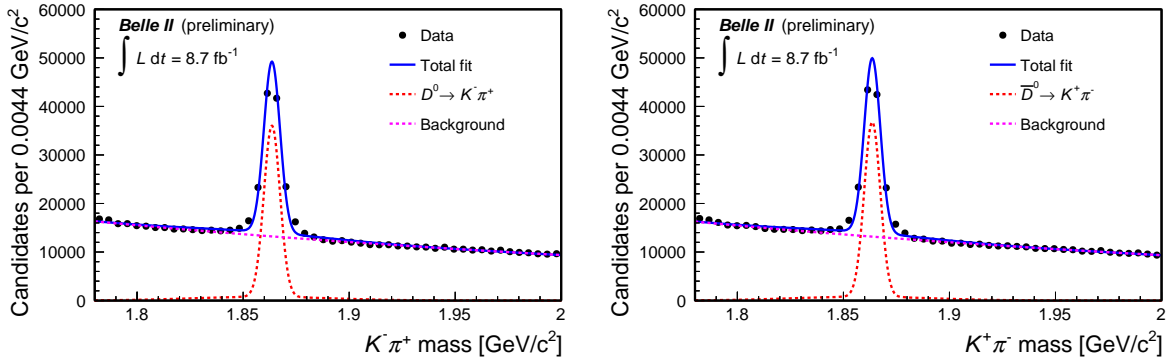 Candidates per 0.0044 GeV/c²
60000
50000
40000
30000
20000
10000
0
Belle II (preliminary)
∫ L dt = 8.7 fb⁻¹
Data
Total fit
D⁰→ K⁻π⁺
Background
1.8 1.85 1.9 1.95 2
K⁻π⁺ mass [GeV/c²]
Candidates per 0.0044 GeV/c²
60000
50000
40000
30000
20000
10000
0
Belle II (preliminary)
∫ L dt = 8.7 fb⁻¹
Data
Total fit
D̅⁰→ K⁺π⁻
Background
1.8 1.85 1.9 1.95 2
K⁺π⁻ mass [GeV/c²]